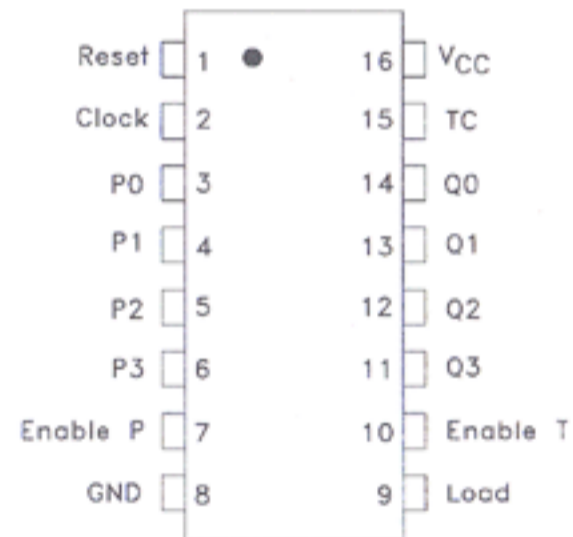 Reset 1 16 VCC
Clock 2 15 TC
P0 3 14 Q0
P1 4 13 Q1
P2 5 12 Q2
P3 6 11 Q3
Enable P 7 10 Enable T
GND 8 9 Load